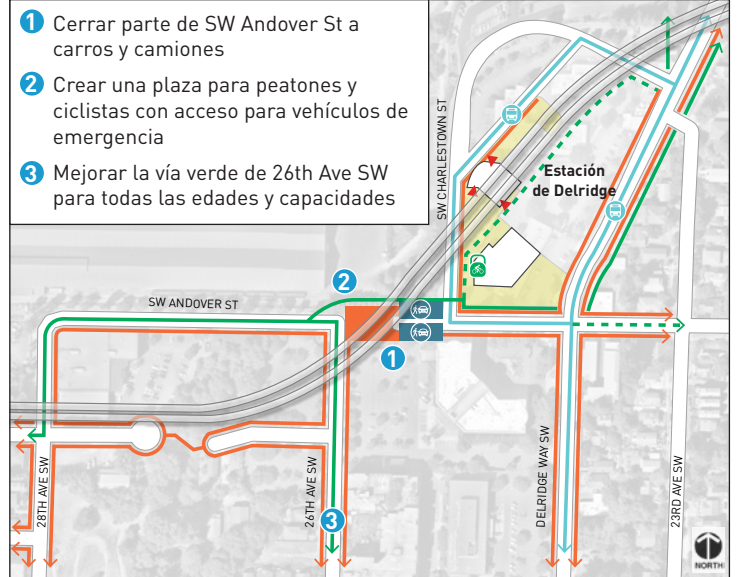 1 Cerrar parte de SW Andover St a
carros y camiones
2 Crear una plaza para peatones y
ciclistas con acceso para vehículos de
emergencia
3 Mejorar la vía verde de 26th Ave SW
para todas las edades y capacidades
SW CHARLESTOWN ST
Estación
de Delridge
2
SW ANDOVER ST
1
28TH AVE SW
26TH AVE SW
3
DELRIDGE WAY SW
23RD AVE SW
NORTH